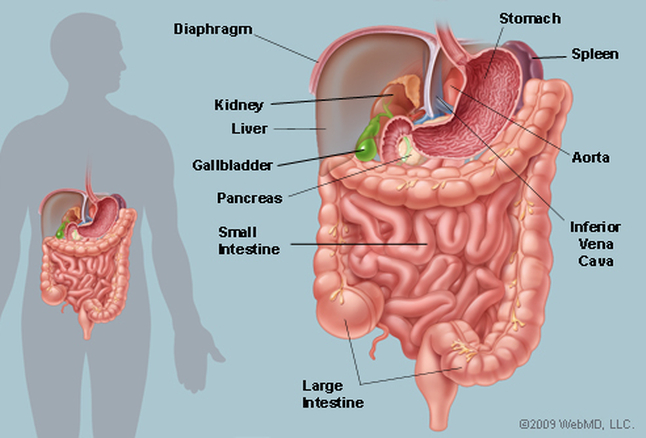 Diaphragm
Stomach
Spleen
Kidney
Liver
Gallbladder
Aorta
Pancreas
Small
Intestine
Inferior
Vena
Cava
Large
Intestine
©2009 WebMD, LLC.